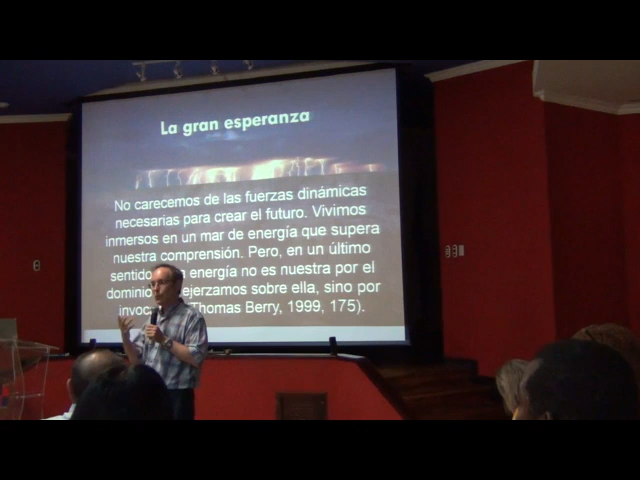 La gran esperanza
No carecemos de las fuerzas dinámicas
necesarias para crear el futuro. Vivimos
inmersos en un mar de energía que supera
nuestra comprensión. Pero, en un último
sentido energía no es nuestra por el
dominio ejerzamos sobre ella, sino por
Thomas Berry, 1999, 175).